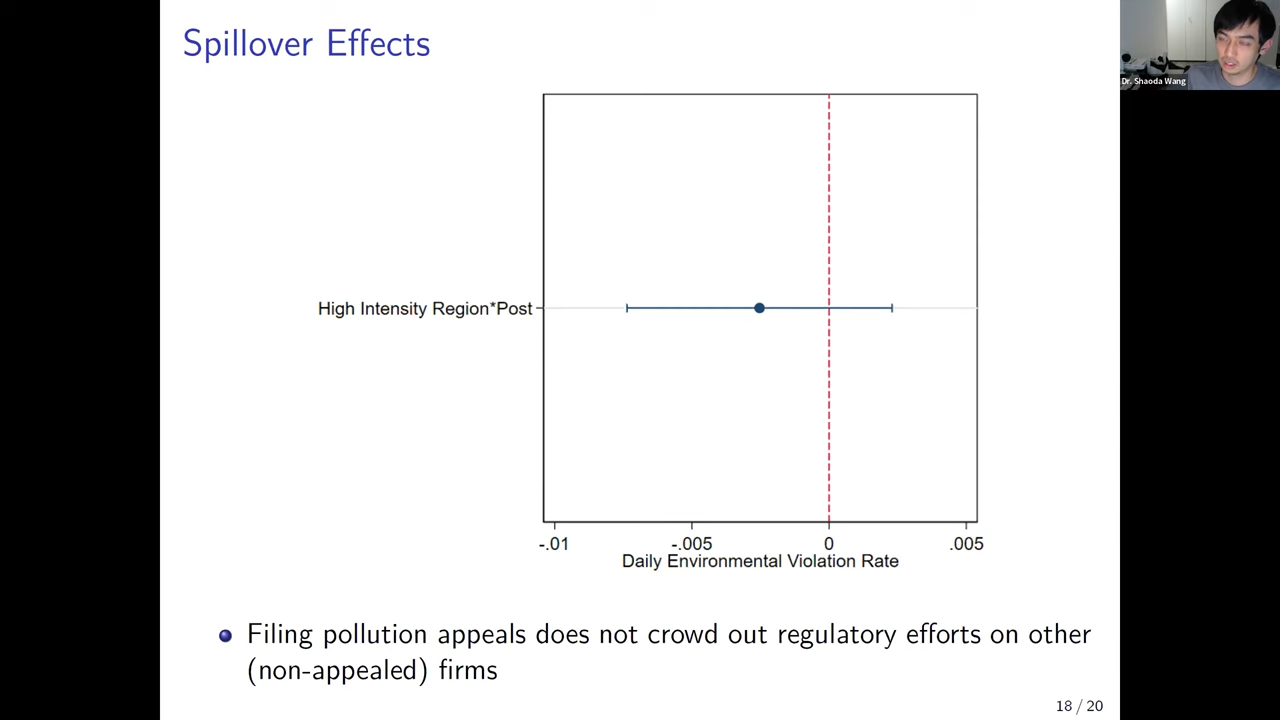 Spillover Effects
Dr. Shaoda Wang
High Intensity Region*Post
-.01 -.005 0 .005
Daily Environmental Violation Rate
Filing pollution appeals does not crowd out regulatory efforts on other
(non-appealed) firms
18 / 20